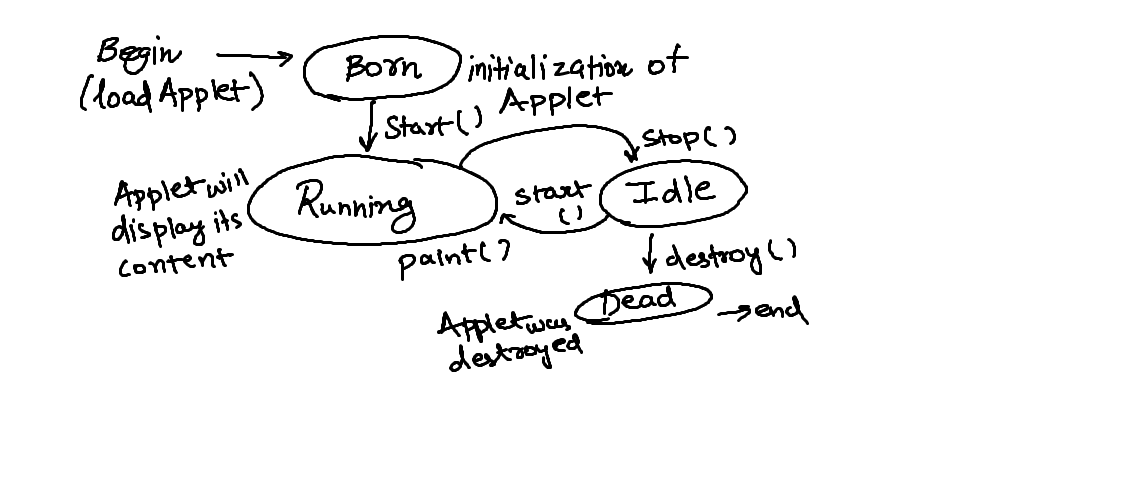 Begin
(load Applet)
Born
initialization of
Applet
Start()
stop()
Applet will
display its
content
Running
start
()
Idle
paint()
destroy()
Dead
→ end
Applet was
destroyed